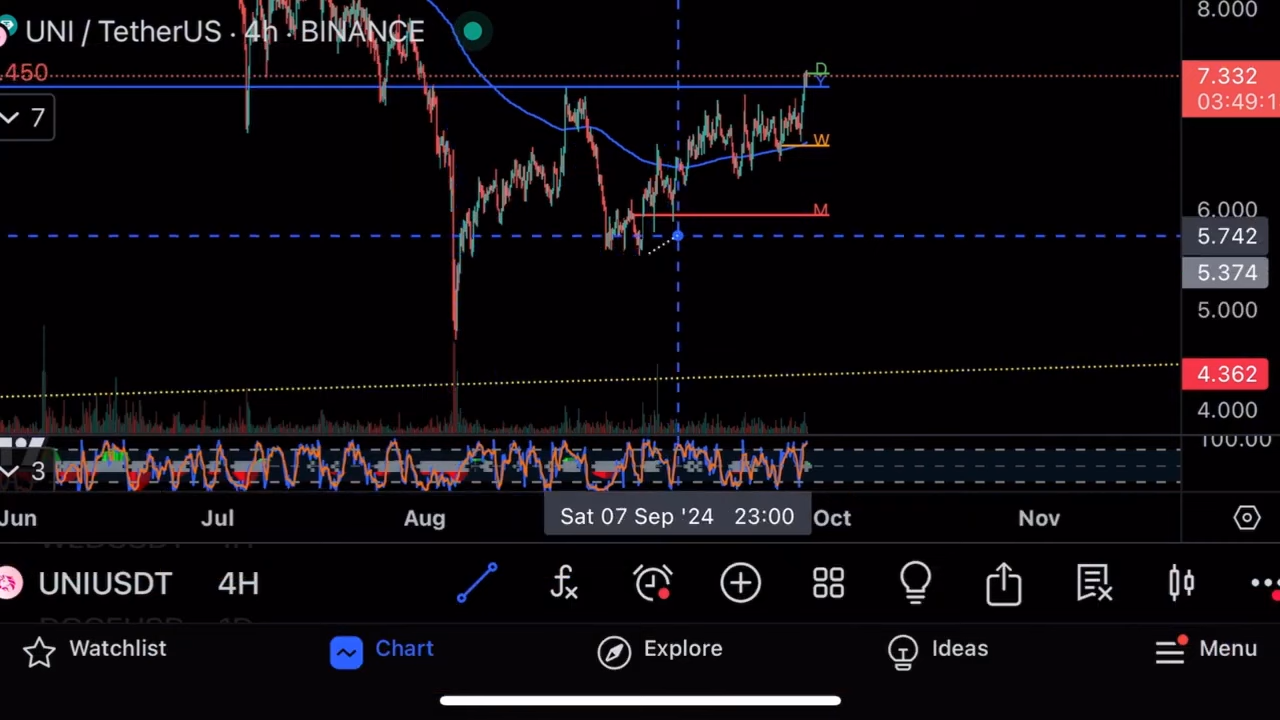 8.000
UNI / TetherUS · 4h · BINANCE
.450
D
7.332
Y
03:49:1
7
W
M
6.000
5.742
5.374
5.000
4.362
4.000
100.00
3
Jun Jul Aug Sat 07 Sep '24 23:00 Oct Nov
UNIUSDT 4H
Watchlist Chart Explore Ideas Menu